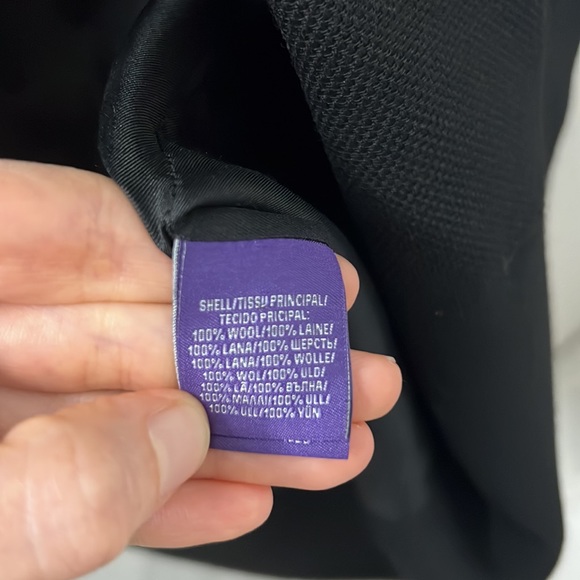 SHELL/TISSU PRINCIPAL/
TECIDO PRICIPAL:
100% WOOL/100% LAINE/
100% LANA/100% ШЕРСТЬ/
100% LANA/100% WOLLE/
100% WOL/100% ULD/
100% LÃ/100% ВЪЛНА/
100% ΜΑΛΛΙ/100% ULL/
100% ULL/100% YÜN